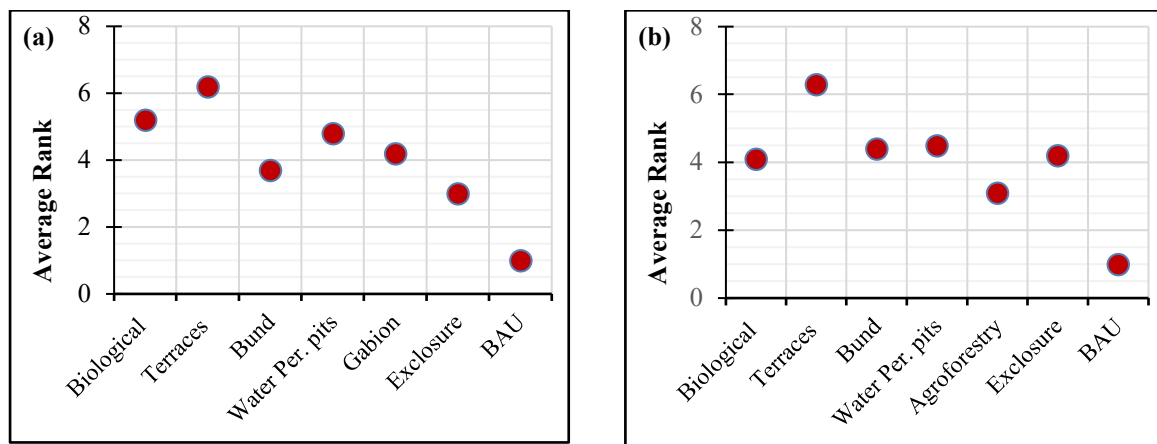 (a)
Average Rank
8
6
4
2
0
Biological
Terraces
Bund
Water Per. pits
Gabion
Exclosure
BAU
(b)
Average Rank
8
6
4
2
0
Biological
Terraces
Bund
Water Per. pits
Agroforestry
Exclosure
BAU